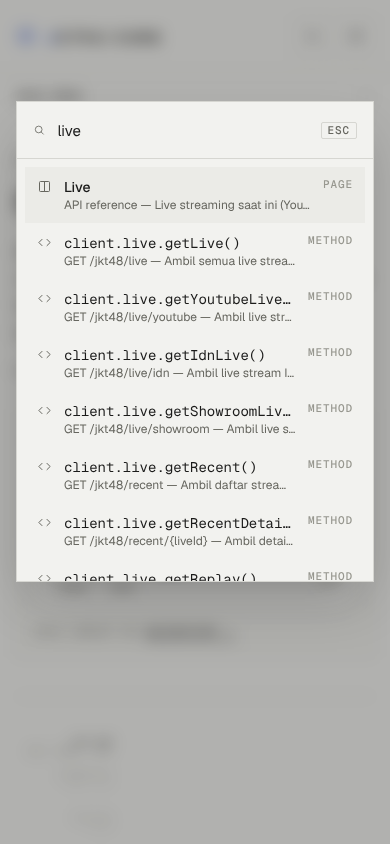 live
ESC
Live
PAGE
API reference — Live streaming saat ini (You…
client.live.getLive()
METHOD
GET /jkt48/live — Ambil semua live strea…
client.live.getYoutubeLive…
METHOD
GET /jkt48/live/youtube — Ambil live str…
client.live.getIdnLive()
METHOD
GET /jkt48/live/idn — Ambil live stream I…
client.live.getShowroomLiv…
METHOD
GET /jkt48/live/showroom — Ambil live s…
client.live.getRecent()
METHOD
GET /jkt48/recent — Ambil daftar strea…
client.live.getRecentDetai…
METHOD
GET /jkt48/recent/{liveId} — Ambil detai…
client.live.getReplay()
METHOD